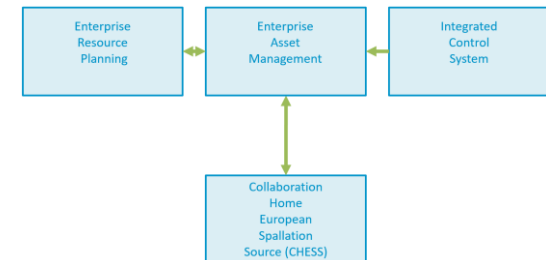 Enterprise
Resource
Planning
Enterprise
Asset
Management
Integrated
Control
System
Collaboration
Home
European
Spallation
Source (CHESS)